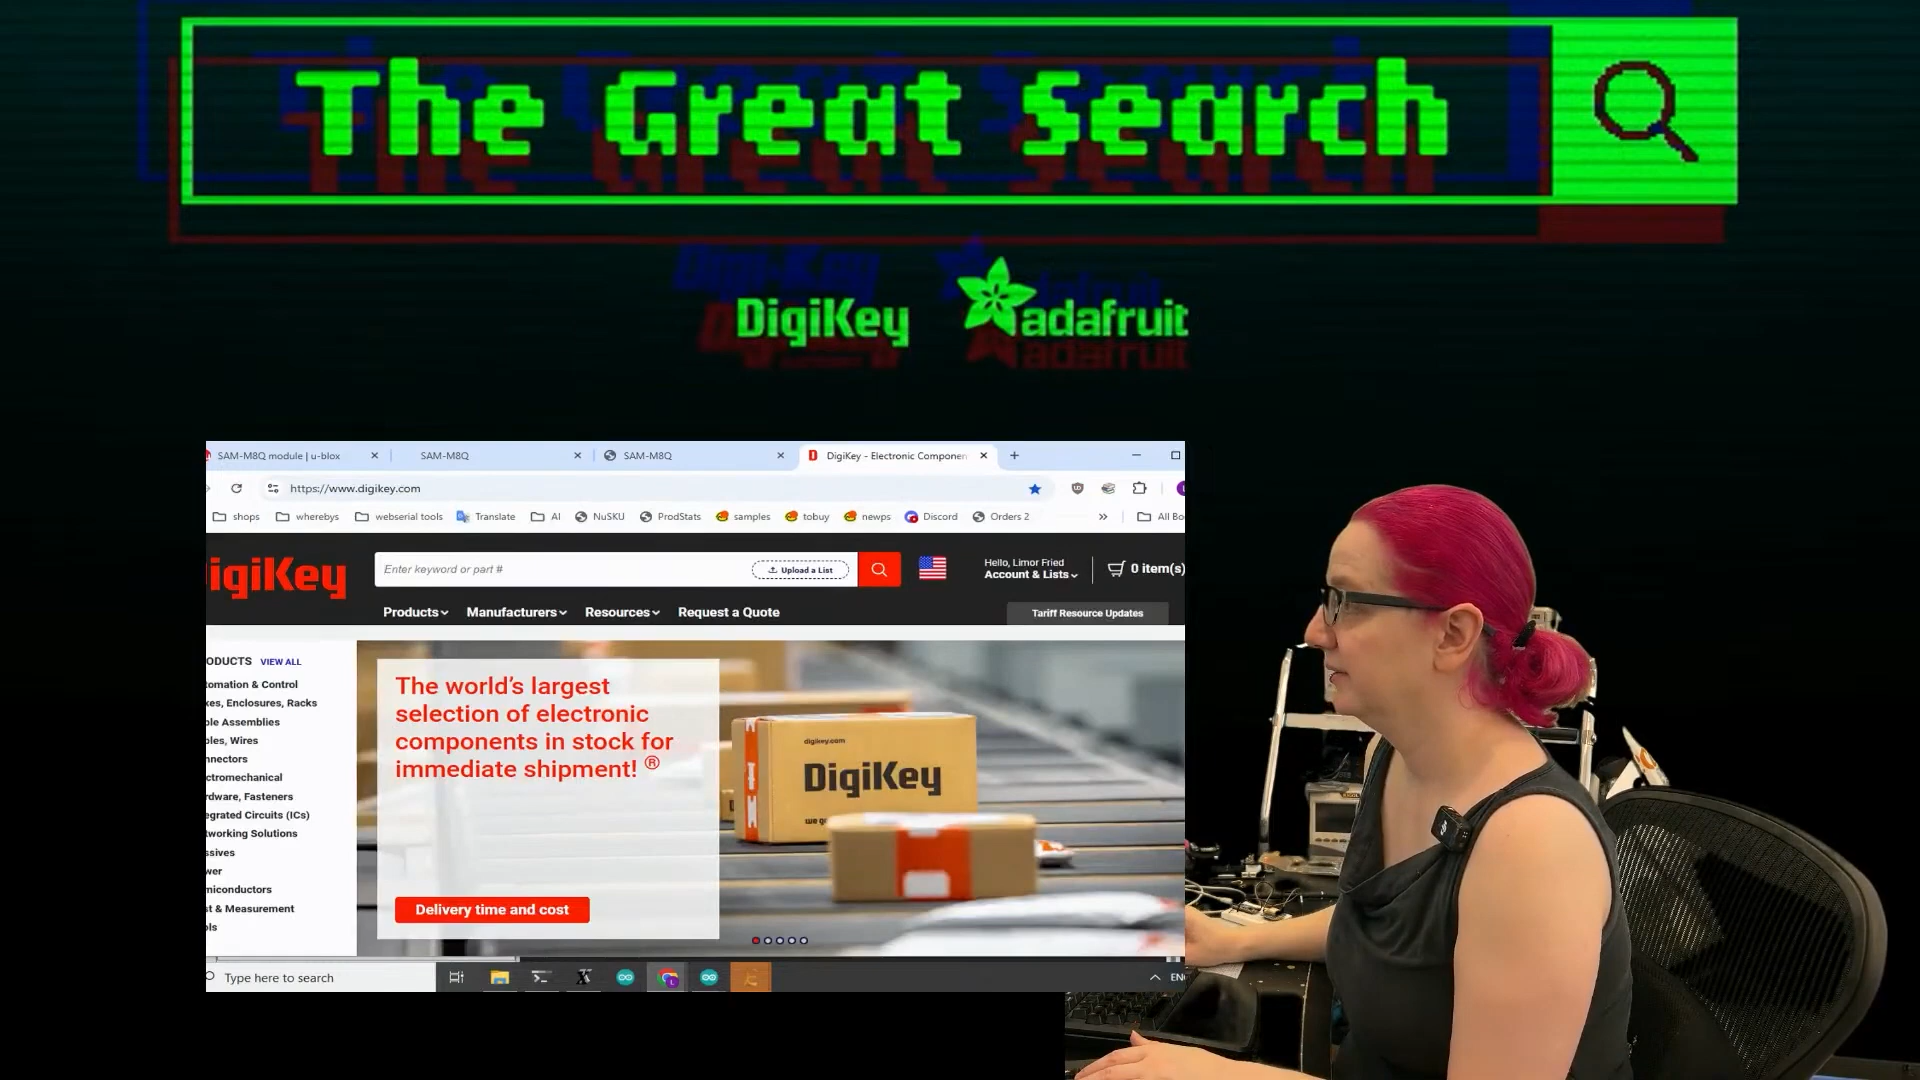 The Great Search
DigiKey
adafruit
SAM-M8Q module | u-blox
SAM-M8Q
SAM-M8Q
DigiKey - Electronic Componen
https://www.digikey.com
shops
wherebys
webserial tools
Translate
AI
NuSKU
ProdStats
samples
tobuy
newps
Discord
Orders 2
»
All Bo
igiKey
Enter keyword or part #
Upload a List
Hello, Limor Fried
Account & Lists
0 item(s)
Products
Manufacturers
Resources
Request a Quote
Tariff Resource Updates
ODUCTS VIEW ALL
tomation & Control
xes, Enclosures, Racks
ble Assemblies
bles, Wires
nnectors
ectromechanical
rdware, Fasteners
egrated Circuits (ICs)
tworking Solutions
ssives
wer
miconductors
st & Measurement
ols
The world's largest
selection of electronic
components in stock for
immediate shipment! ®
Delivery time and cost
digikey.com
DigiKey
Type here to search